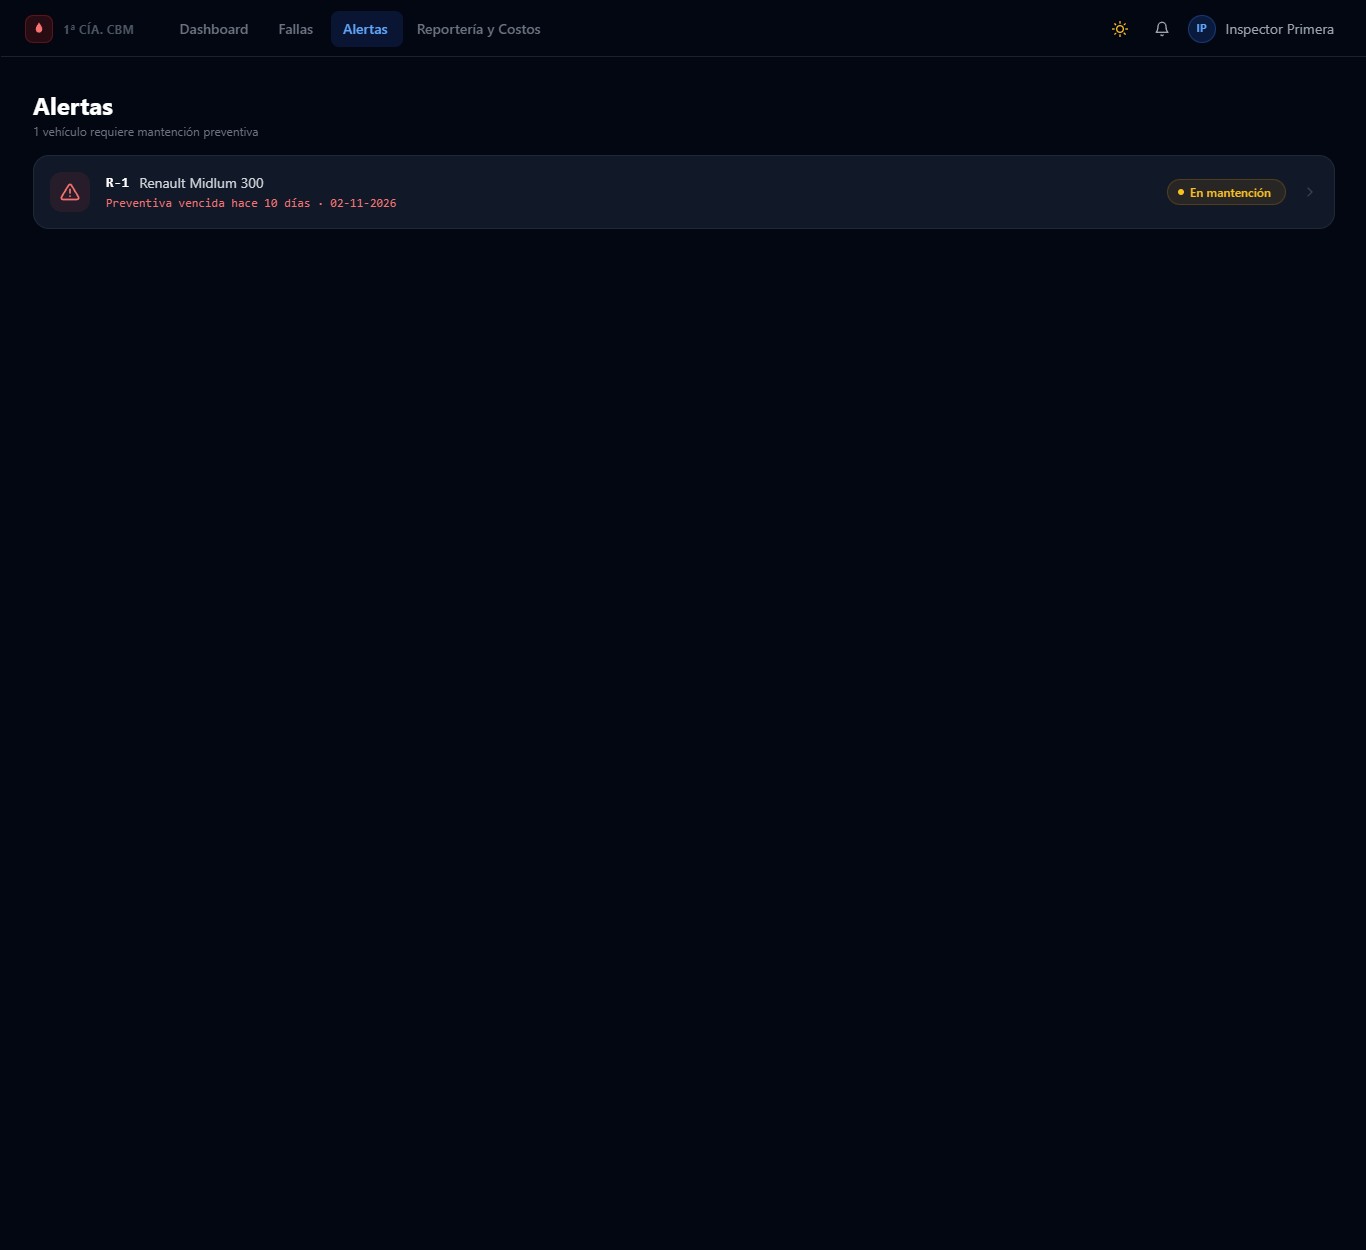 1ª CÍA. CBM
Dashboard
Fallas
Alertas
Reportería y Costos
IP
Inspector Primera
Alertas
1 vehículo requiere mantención preventiva
R-1 Renault Midlum 300
Preventiva vencida hace 10 días · 02-11-2026
En mantención